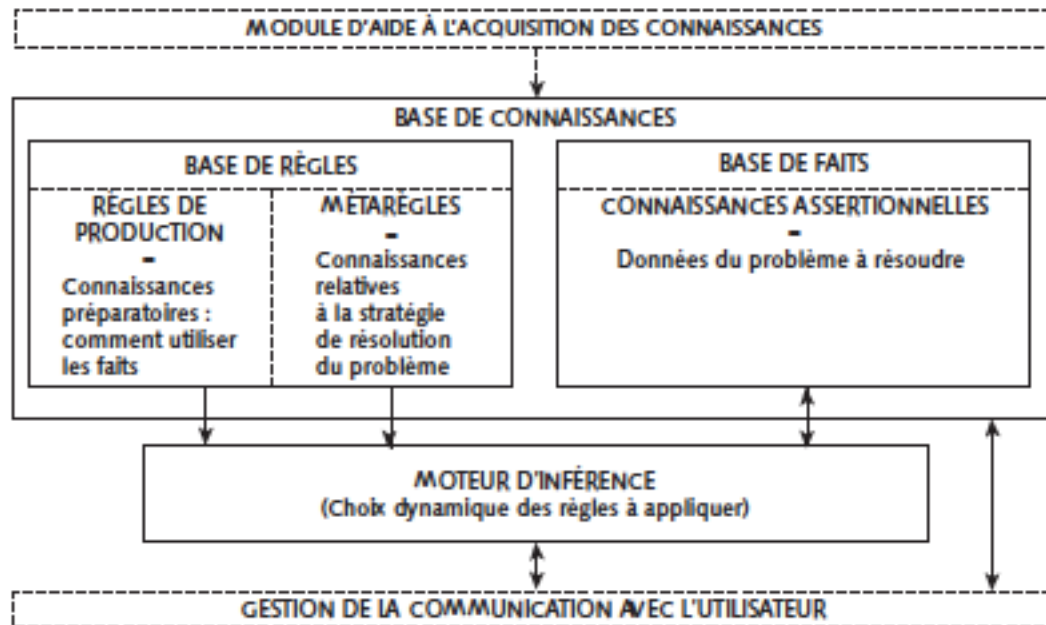 MODULE D'AIDE À L'ACQUISITION DES CONNAISSANCES
BASE DE CONNAISSANCES
BASE DE RÈGLES
RÈGLES DE
PRODUCTION
–
Connaissances
préparatoires :
comment utiliser
les faits
MÉTARÈGLES
–
Connaissances
relatives
à la stratégie
de résolution
du problème
BASE DE FAITS
CONNAISSANCES ASSERTIONNELLES
–
Données du problème à résoudre
MOTEUR D'INFÉRENCE
(Choix dynamique des règles à appliquer)
GESTION DE LA COMMUNICATION AVEC L'UTILISATEUR